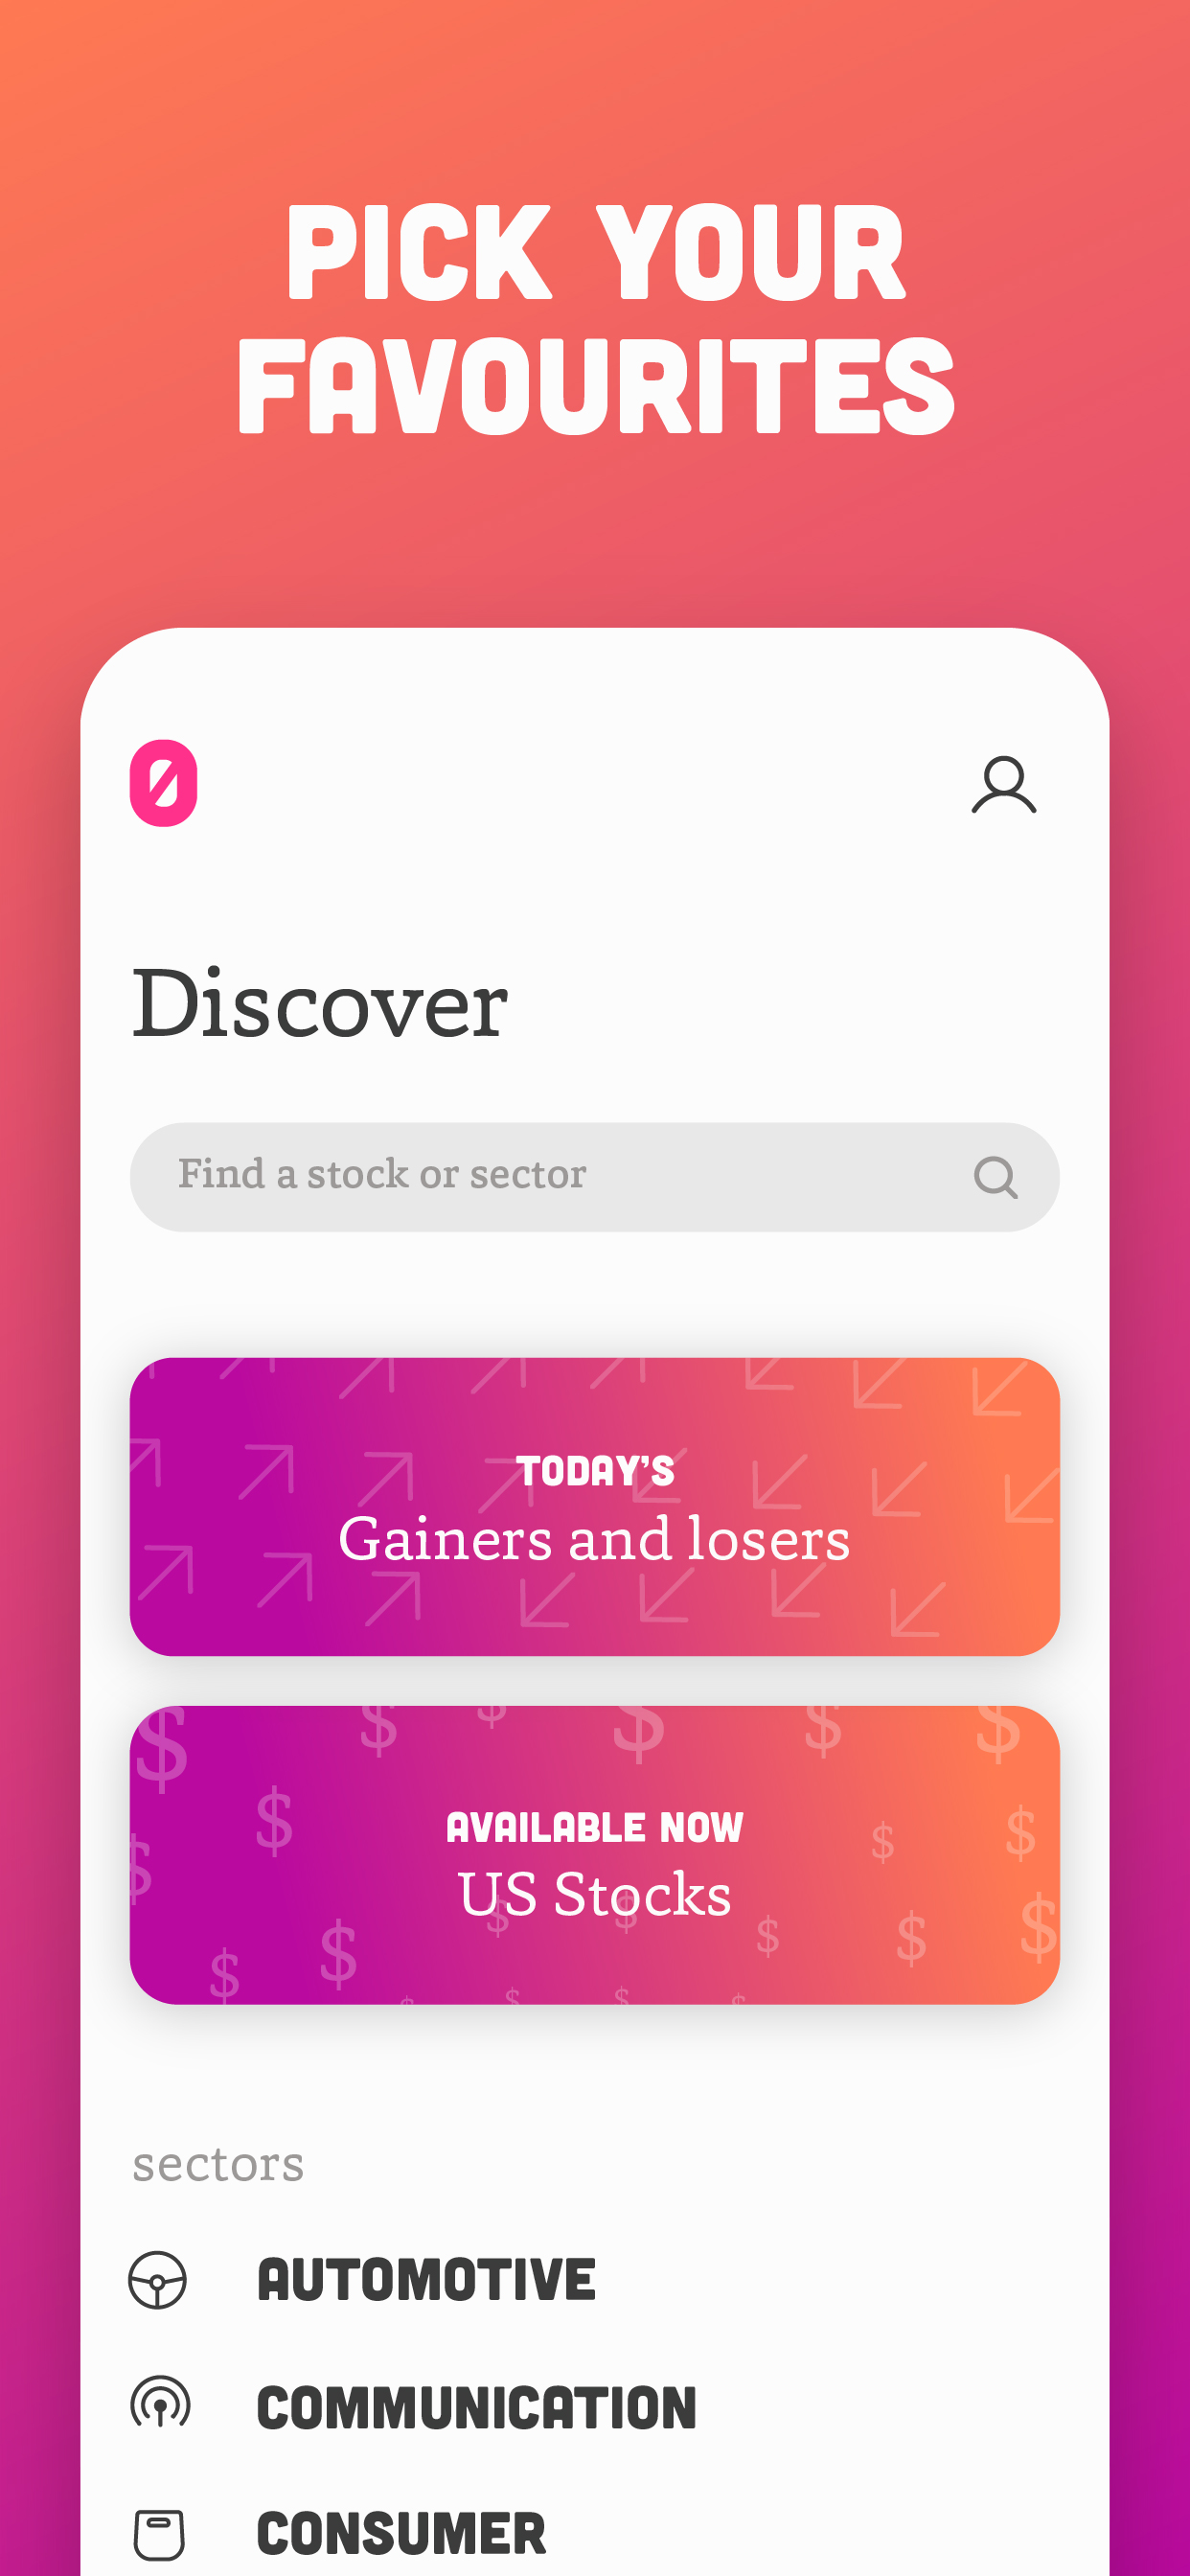 PICK YOUR
FAVOURITES
0
Discover
Find a stock or sector
TODAY'S
Gainers and losers
AVAILABLE NOW
US Stocks
sectors
AUTOMOTIVE
COMMUNICATION
CONSUMER